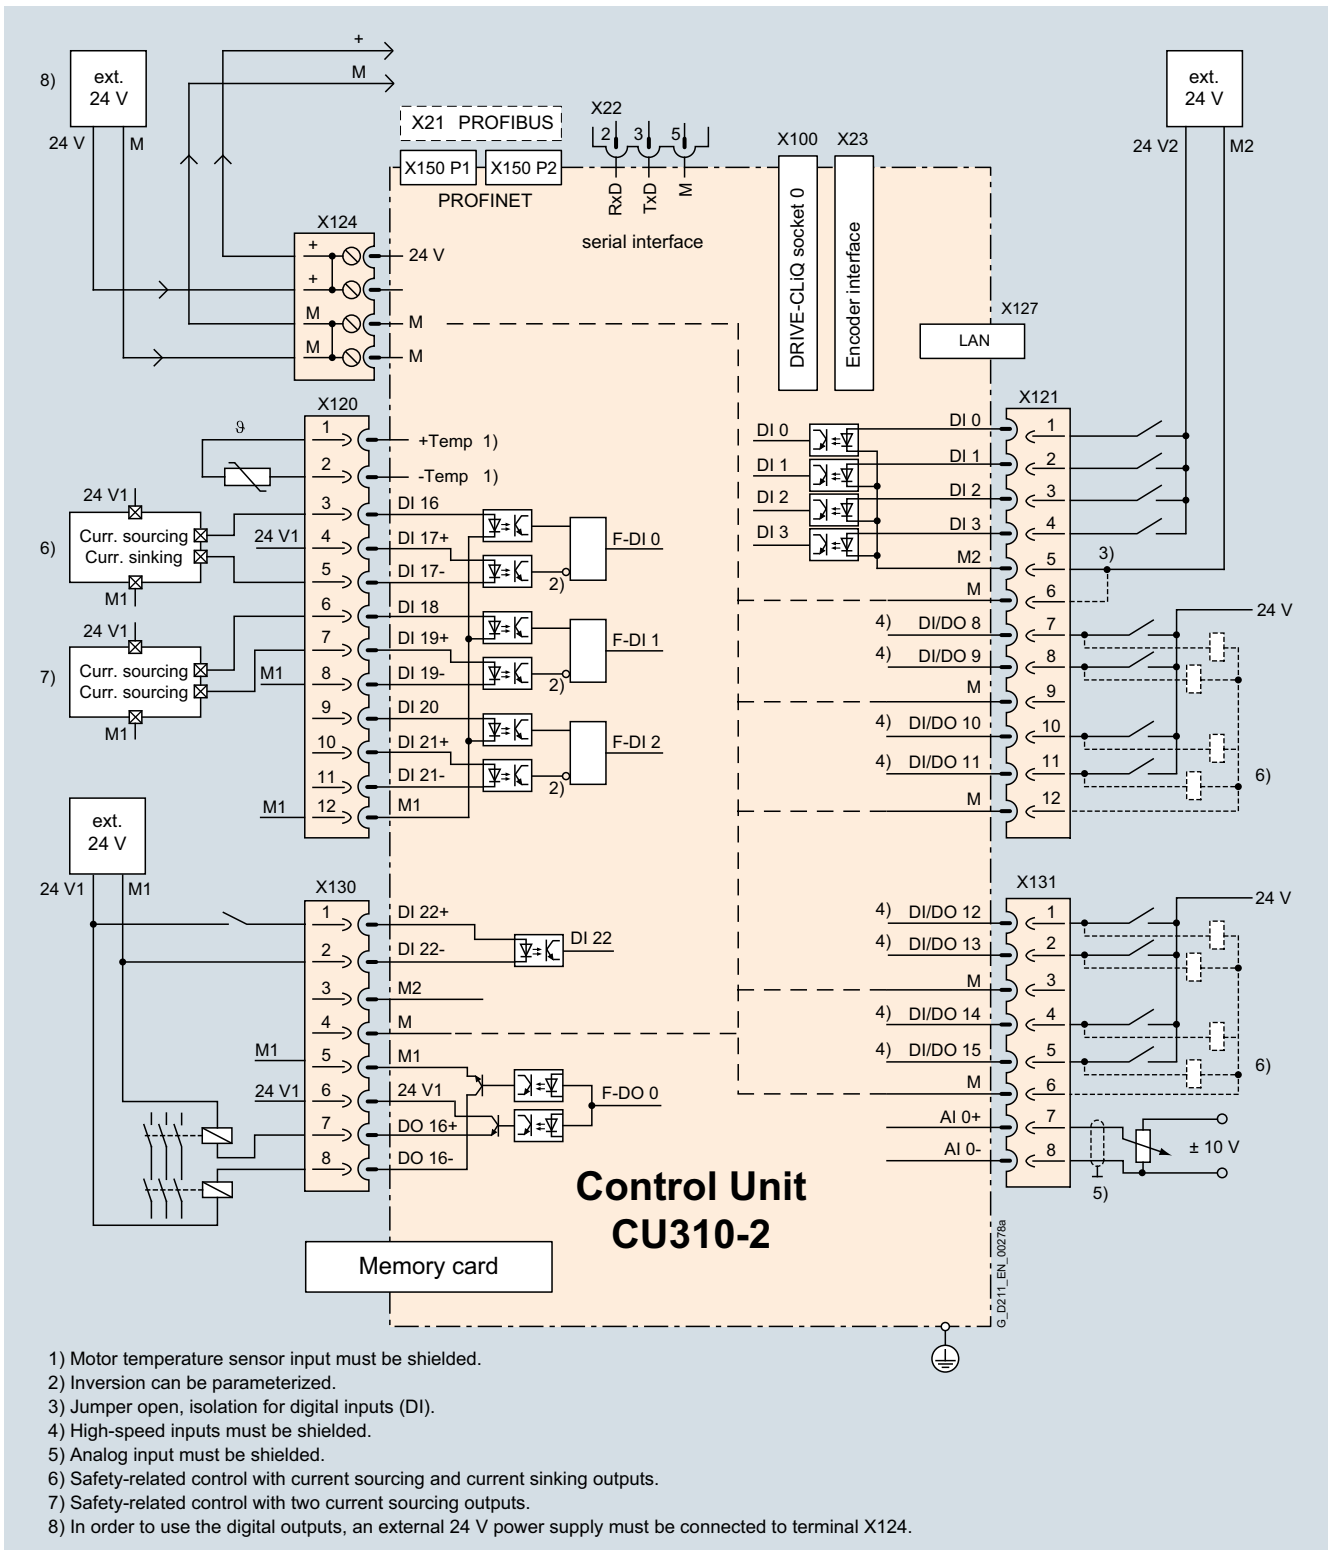 +
M
8)
ext.
24 V
24 V
M
X21 PROFIBUS
X150 P1
X150 P2
PROFINET
X22
2
3
5
RxD
TxD
M
serial interface
X100
X23
DRIVE-CLiQ socket 0
Encoder interface
ext.
24 V
24 V2
M2
X124
+
24 V
+
M
M
M
M
X127
LAN
X120
1
+Temp 1)
2
-Temp 1)
ϑ
3
DI 16
4
DI 17+
5
DI 17-
6
DI 18
7
DI 19+
8
DI 19-
9
DI 20
10
DI 21+
11
DI 21-
12
M1
24 V1
6)
Curr. sourcing
Curr. sinking
M1
24 V1
24 V1
7)
Curr. sourcing
Curr. sourcing
M1
M1
M1
F-DI 0
2)
F-DI 1
2)
F-DI 2
2)
X121
DI 0
DI 0
1
DI 1
DI 1
2
DI 2
DI 2
3
DI 3
DI 3
4
M2
5
3)
M
6
24 V
4) DI/DO 8
7
4) DI/DO 9
8
M
9
4) DI/DO 10
10
4) DI/DO 11
11
6)
M
12
ext.
24 V
24 V1
M1
X130
1
DI 22+
2
DI 22-
DI 22
3
M2
4
M
M1
5
M1
24 V1
6
24 V1
7
DO 16+
8
DO 16-
F-DO 0
X131
24 V
4) DI/DO 12
1
4) DI/DO 13
2
M
3
4) DI/DO 14
4
4) DI/DO 15
5
6)
M
6
AI 0+
7
AI 0-
8
± 10 V
5)
Control Unit
CU310-2
Memory card
G_D211_EN_00278a
1) Motor temperature sensor input must be shielded.
2) Inversion can be parameterized.
3) Jumper open, isolation for digital inputs (DI).
4) High-speed inputs must be shielded.
5) Analog input must be shielded.
6) Safety-related control with current sourcing and current sinking outputs.
7) Safety-related control with two current sourcing outputs.
8) In order to use the digital outputs, an external 24 V power supply must be connected to terminal X124.